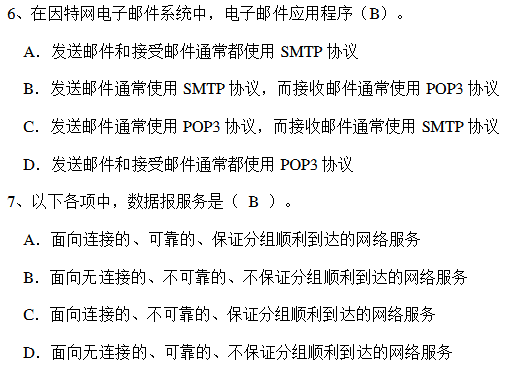 6、在因特网电子邮件系统中，电子邮件应用程序（B）。
A．发送邮件和接受邮件通常都使用 SMTP 协议
B．发送邮件通常使用 SMTP 协议，而接收邮件通常使用 POP3 协议
C．发送邮件通常使用 POP3 协议，而接收邮件通常使用 SMTP 协议
D．发送邮件和接受邮件通常都使用 POP3 协议
7、以下各项中，数据报服务是（ B ）。
A．面向连接的、可靠的、保证分组顺利到达的网络服务
B．面向无连接的、不可靠的、不保证分组顺利到达的网络服务
C．面向连接的、不可靠的、保证分组顺利到达的网络服务
D．面向无连接的、可靠的、不保证分组顺利到达的网络服务